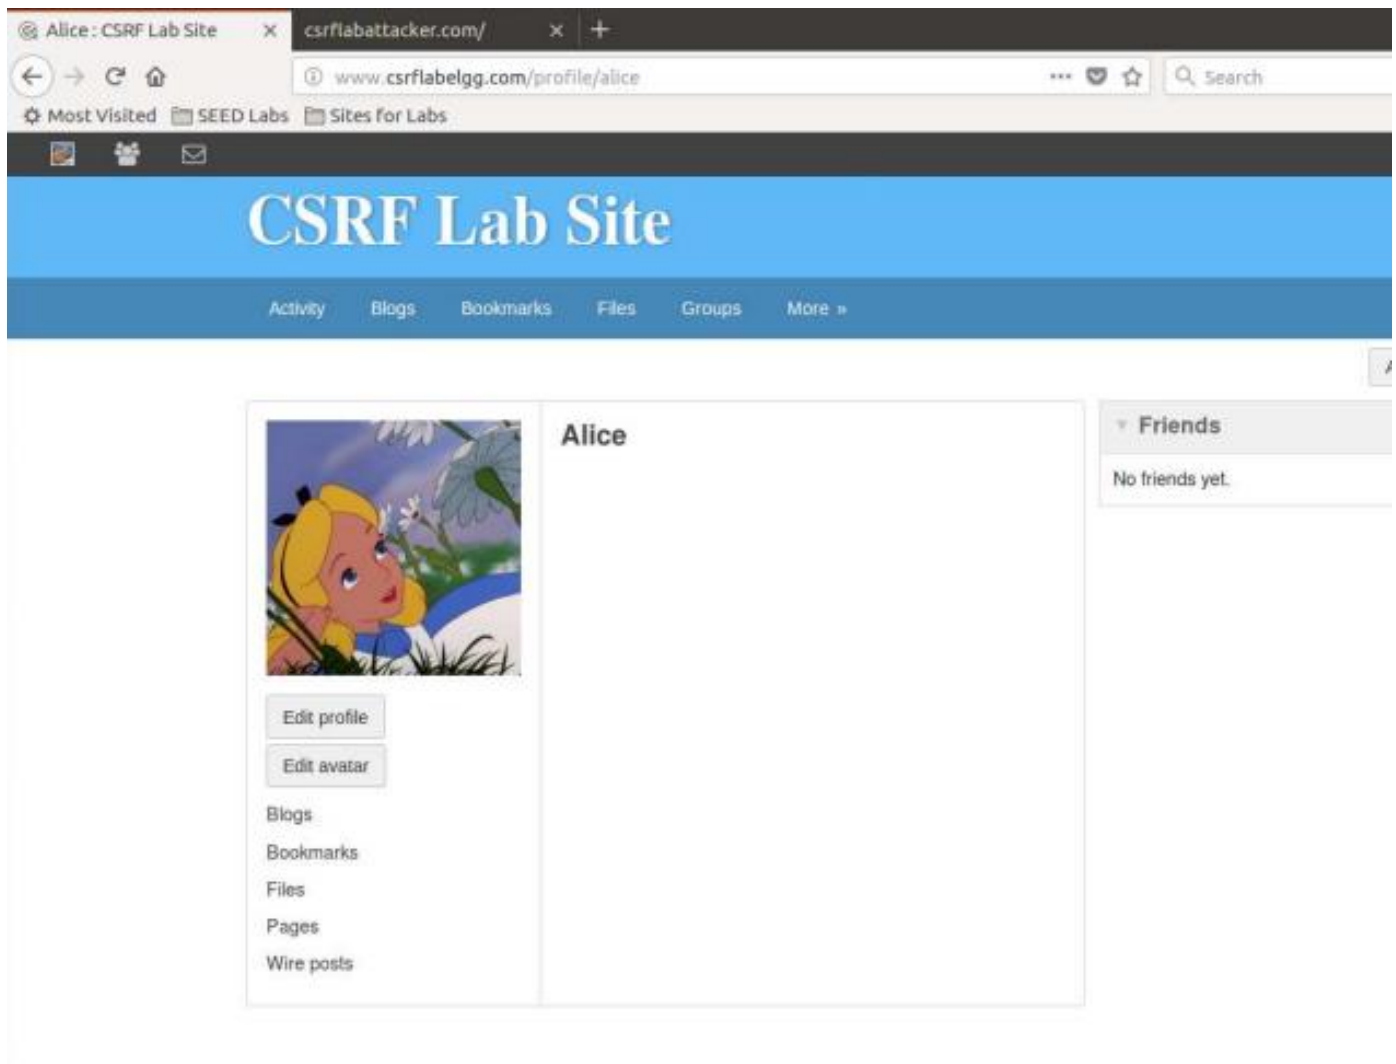 Alice : CSRF Lab Site × csrflabattacker.com/ × +
www.csrflabelgg.com/profile/alice ••• Search
Most Visited SEED Labs Sites for Labs
CSRF Lab Site
Activity Blogs Bookmarks Files Groups More »
Alice
Friends
No friends yet.
Edit profile
Edit avatar
Blogs
Bookmarks
Files
Pages
Wire posts